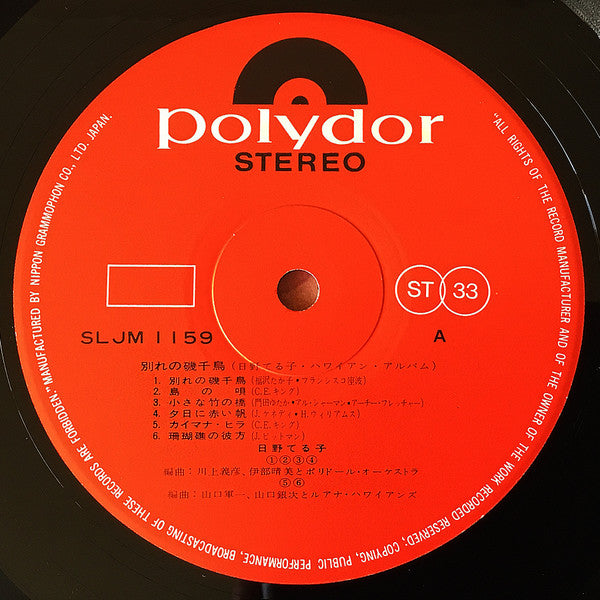 polydor
STEREO
ST 33
SLJM 1159
A
別れの磯千鳥(日野てる子・ハワイアン・アルバム)
1. 別れの磯千鳥(福沢たか子*フランシスコ座波)
2. 島の唄(C.E.キング)
3. 小さな竹の橋(門田ゆたか*アル・シャーマン*アーチー・フレッチャー)
4. 夕日に赤い帆(J.ケネディ*H.ウィリアムス)
5. カイマナ・ヒラ(C.E.キング)
6. 珊瑚礁の彼方(J.ピットマン)
日野てる子
①②③④
編曲:川上義彦、伊部晴美とポリドール・オーケストラ
⑤⑥
編曲:山口軍一、山口銀次とルアナ・ハワイアンズ
"ALL RIGHTS OF THE RECORD MANUFACTURER AND OF THE OWNER OF THE WORK RECORDED RESERVED; COPYING, PUBLIC PERFORMANCE, BROADCASTING OF THESE RECORDS ARE FORBIDDEN" MANUFACTURED BY NIPPON GRAMMOPHON CO., LTD. JAPAN.